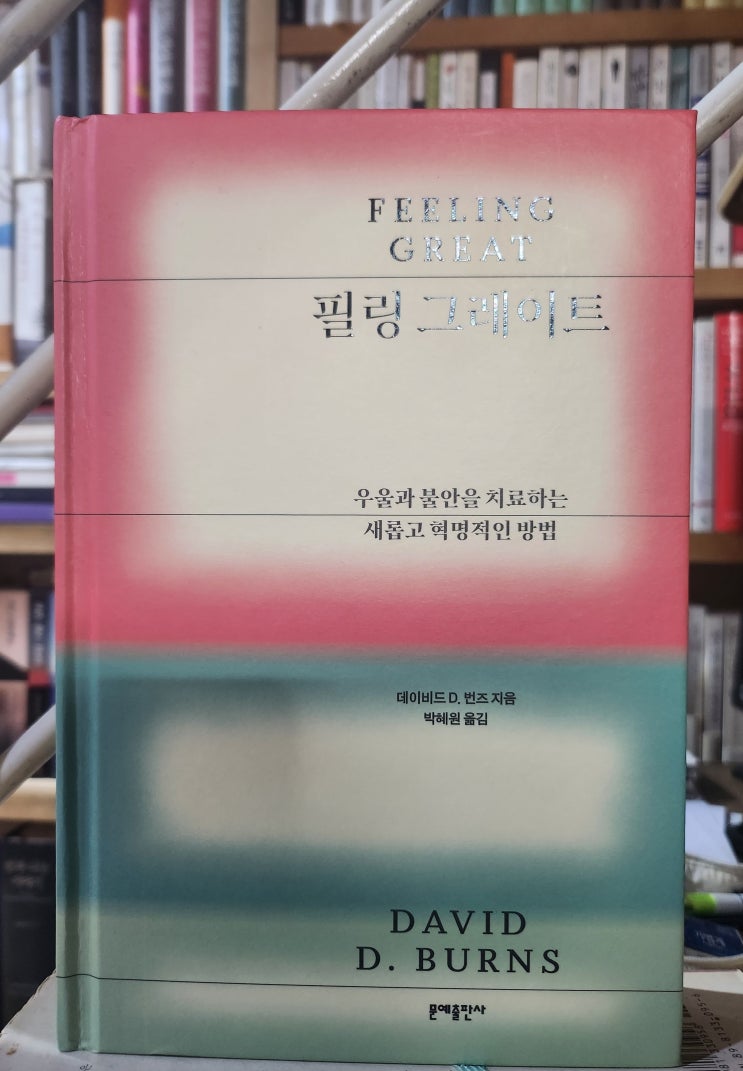 FEELING
GREAT
필링 그레이트
우울과 불안을 치료하는
새롭고 혁명적인 방법
데이비드 D. 번즈 지음
박혜원 옮김
DAVID
D. BURNS
문예출판사